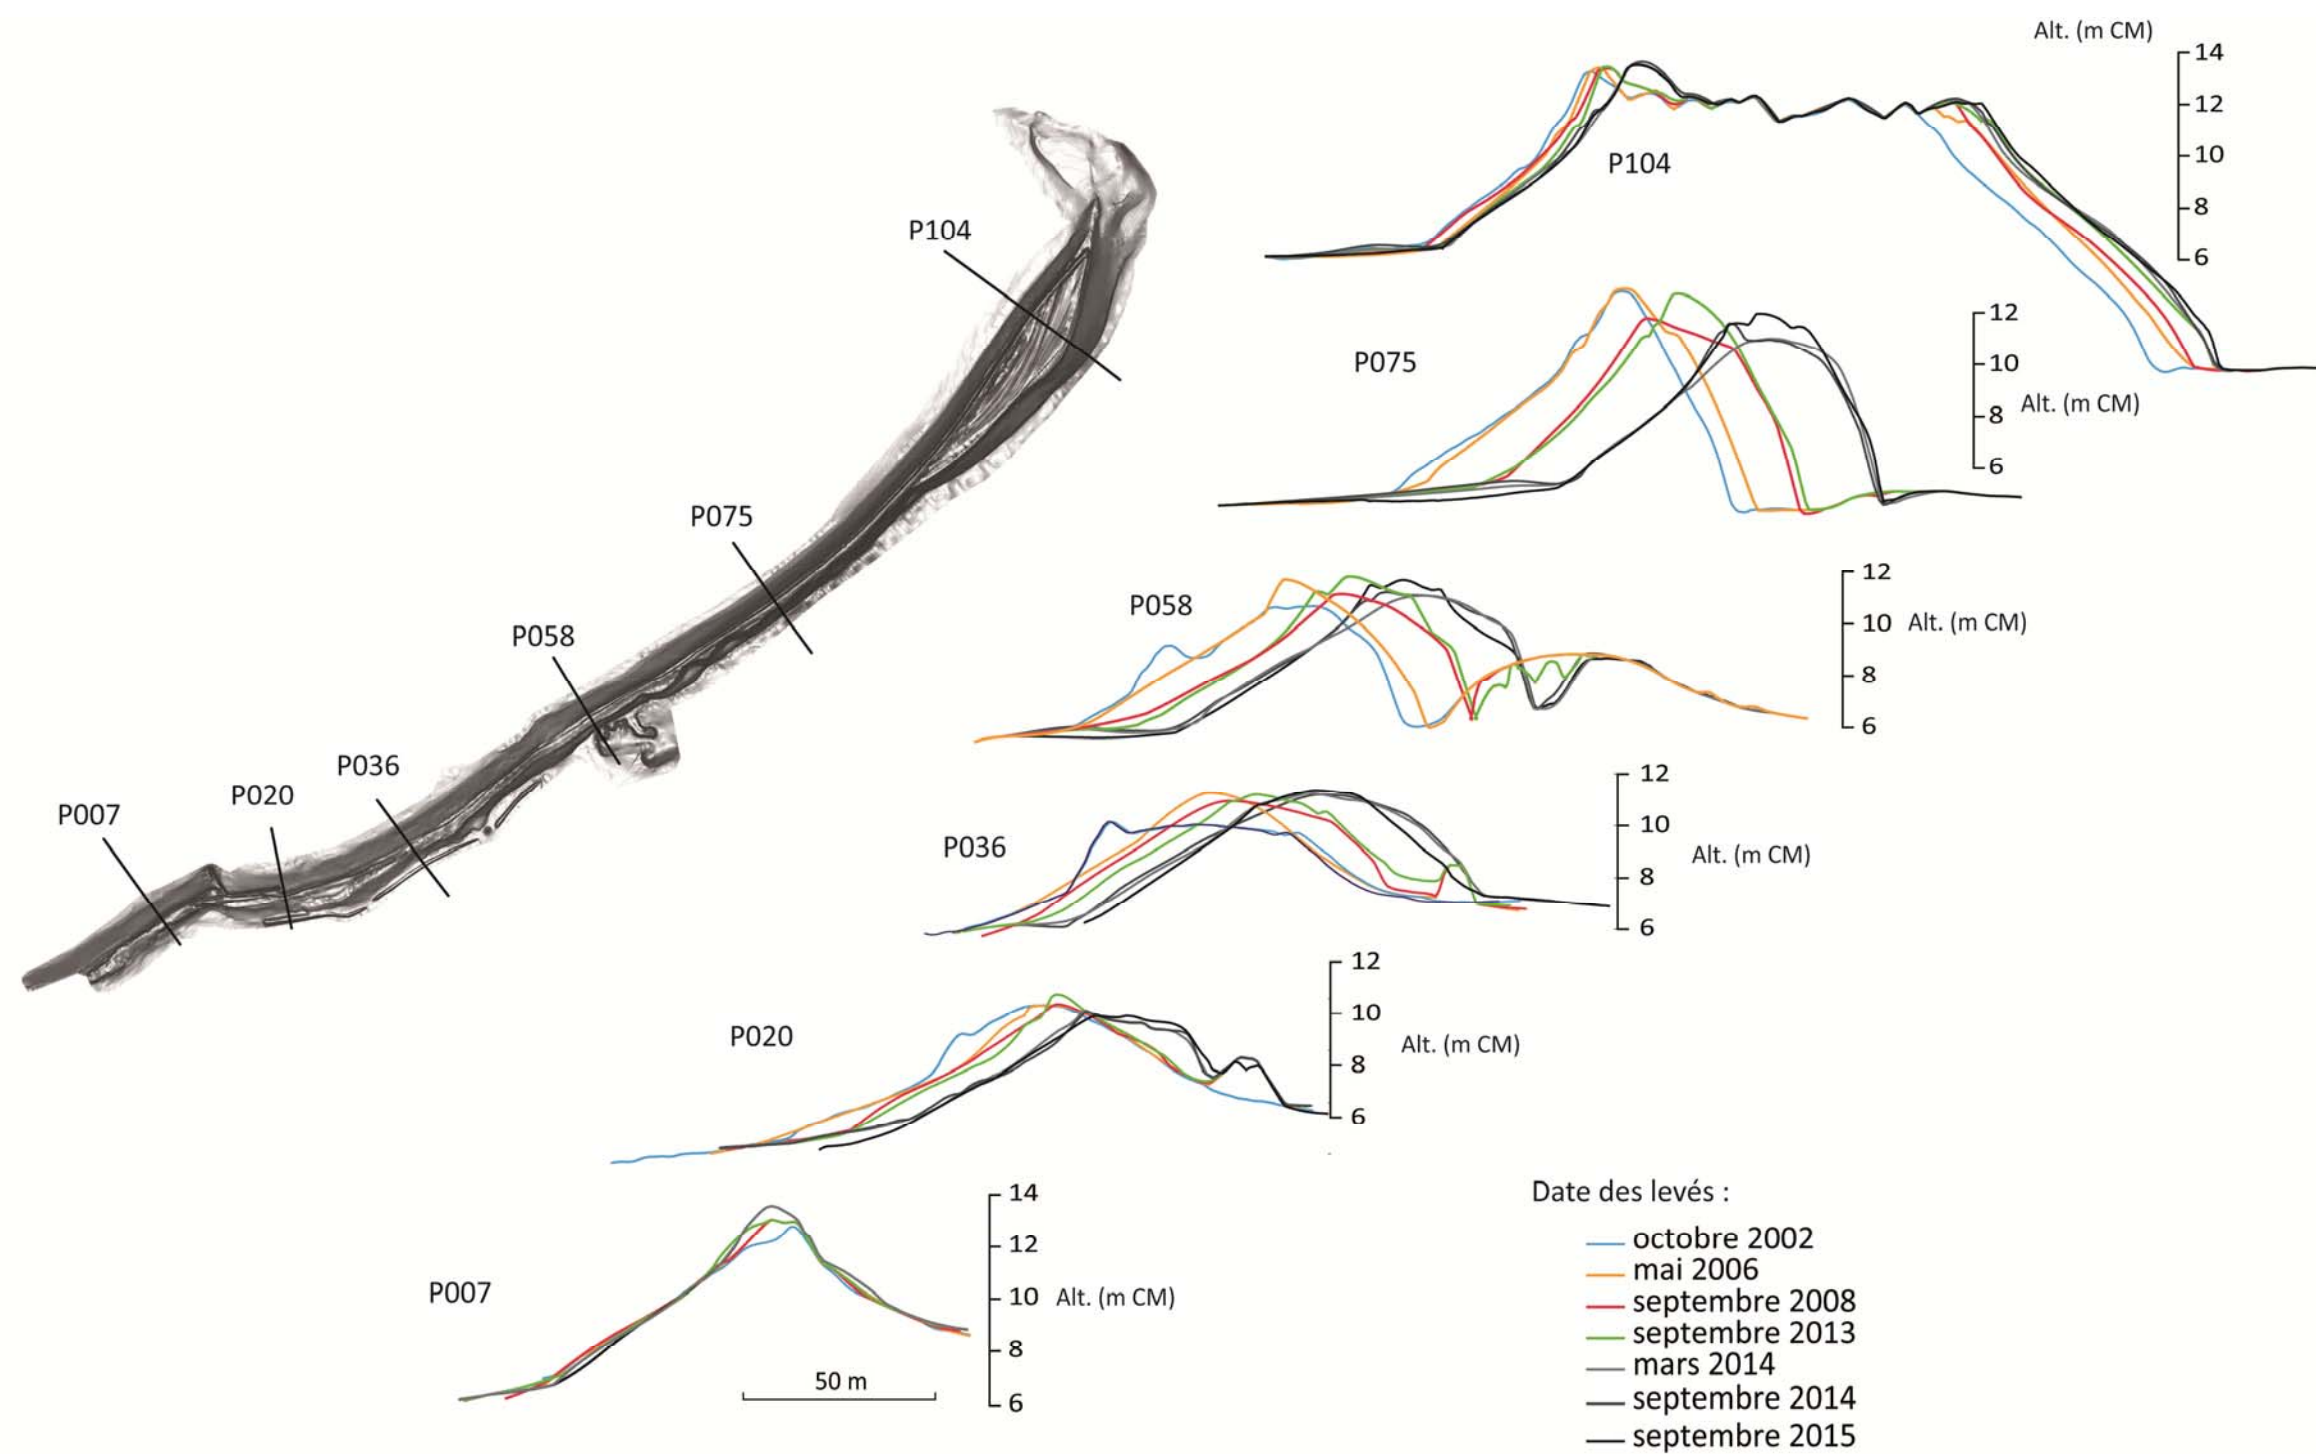 Alt. (m CM)
14
12
10
8
6
P104
P104
12
10
8
6
Alt. (m CM)
P075
P075
12
10
8
6
Alt. (m CM)
P058
P058
12
10
8
6
Alt. (m CM)
P036
P036
P020
P007
12
10
8
6
Alt. (m CM)
P020
14
12
10
8
6
Alt. (m CM)
P007
50 m
Date des levés :
octobre 2002
mai 2006
septembre 2008
septembre 2013
mars 2014
septembre 2014
septembre 2015